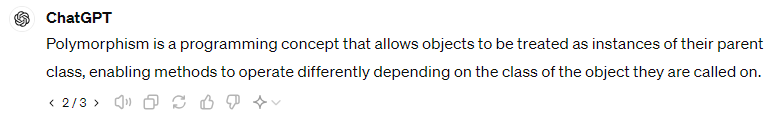 ChatGPT
Polymorphism is a programming concept that allows objects to be treated as instances of their parent
class, enabling methods to operate differently depending on the class of the object they are called on.
< 2/3 >